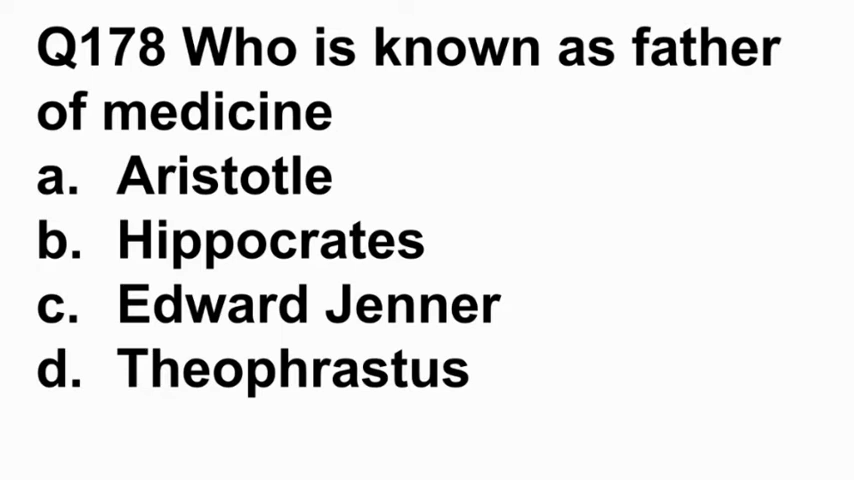 Q178 Who is known as father
of medicine
a. Aristotle
b. Hippocrates
c. Edward Jenner
d. Theophrastus